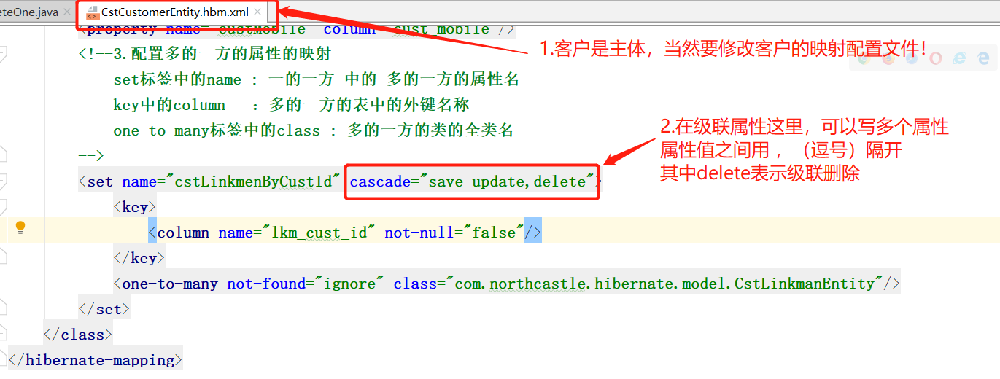 eteOne.java × CstCustomerEntity.hbm.xml ×
<property name="custMobile" column="cust_mobile"/>
1.客户是主体，当然要修改客户的映射配置文件！
<!--3.配置多的一方的属性的映射
set标签中的name : 一的一方 中的 多的一方的属性名
key中的column  : 多的一方的表中的外键名称
one-to-many标签中的class : 多的一方的类的全类名
-->
2.在级联属性这里，可以写多个属性
属性值之间用 ，（逗号）隔开
其中delete表示级联删除
<set name="cstLinkmenByCustId" cascade="save-update,delete">
<key>
<column name="lkm_cust_id" not-null="false"/>
</key>
<one-to-many not-found="ignore" class="com.northcastle.hibernate.model.CstLinkmanEntity"/>
</set>
</class>
</hibernate-mapping>